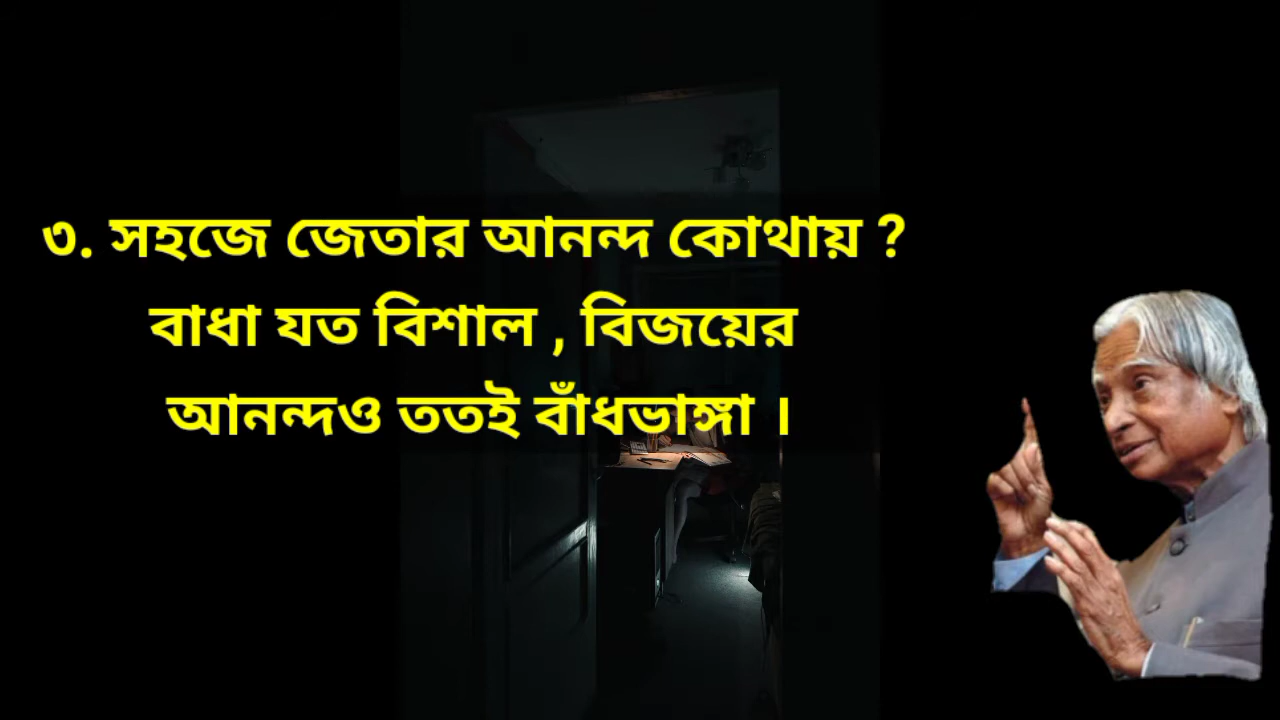 ৩. সহজে জেতার আনন্দ কোথায় ?
বাধা যত বিশাল , বিজয়ের
আনন্দও ততই বাঁধভাঙ্গা ।